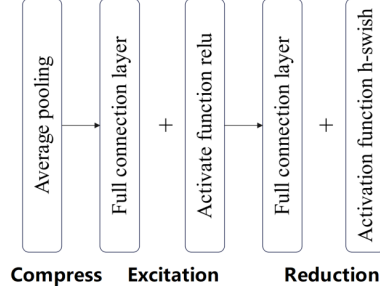 Average pooling
Full connection layer
+
Activate function relu
Full connection layer
+
Activation function h-swish
Compress
Excitation
Reduction